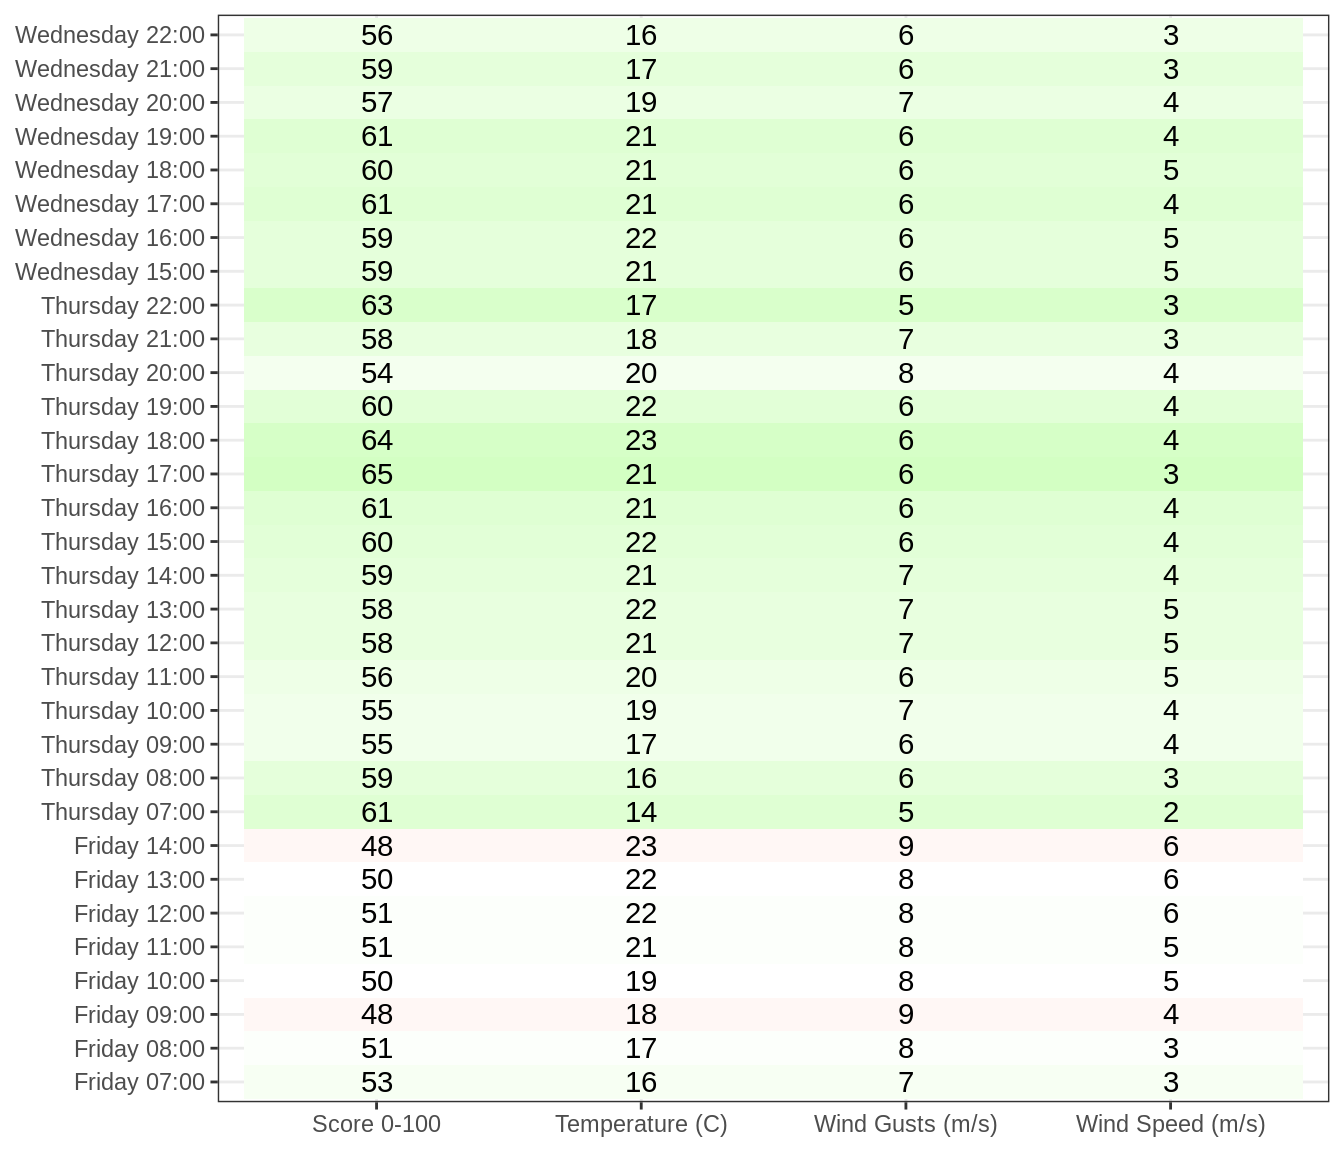 Wednesday 22:00 56 16 6 3
Wednesday 21:00 59 17 6 3
Wednesday 20:00 57 19 7 4
Wednesday 19:00 61 21 6 4
Wednesday 18:00 60 21 6 5
Wednesday 17:00 61 21 6 4
Wednesday 16:00 59 22 6 5
Wednesday 15:00 59 21 6 5
Thursday 22:00 63 17 5 3
Thursday 21:00 58 18 7 3
Thursday 20:00 54 20 8 4
Thursday 19:00 60 22 6 4
Thursday 18:00 64 23 6 4
Thursday 17:00 65 21 6 3
Thursday 16:00 61 21 6 4
Thursday 15:00 60 22 6 4
Thursday 14:00 59 21 7 4
Thursday 13:00 58 22 7 5
Thursday 12:00 58 21 7 5
Thursday 11:00 56 20 6 5
Thursday 10:00 55 19 7 4
Thursday 09:00 55 17 6 4
Thursday 08:00 59 16 6 3
Thursday 07:00 61 14 5 2
Friday 14:00 48 23 9 6
Friday 13:00 50 22 8 6
Friday 12:00 51 22 8 6
Friday 11:00 51 21 8 5
Friday 10:00 50 19 8 5
Friday 09:00 48 18 9 4
Friday 08:00 51 17 8 3
Friday 07:00 53 16 7 3
Score 0-100 Temperature (C) Wind Gusts (m/s) Wind Speed (m/s)